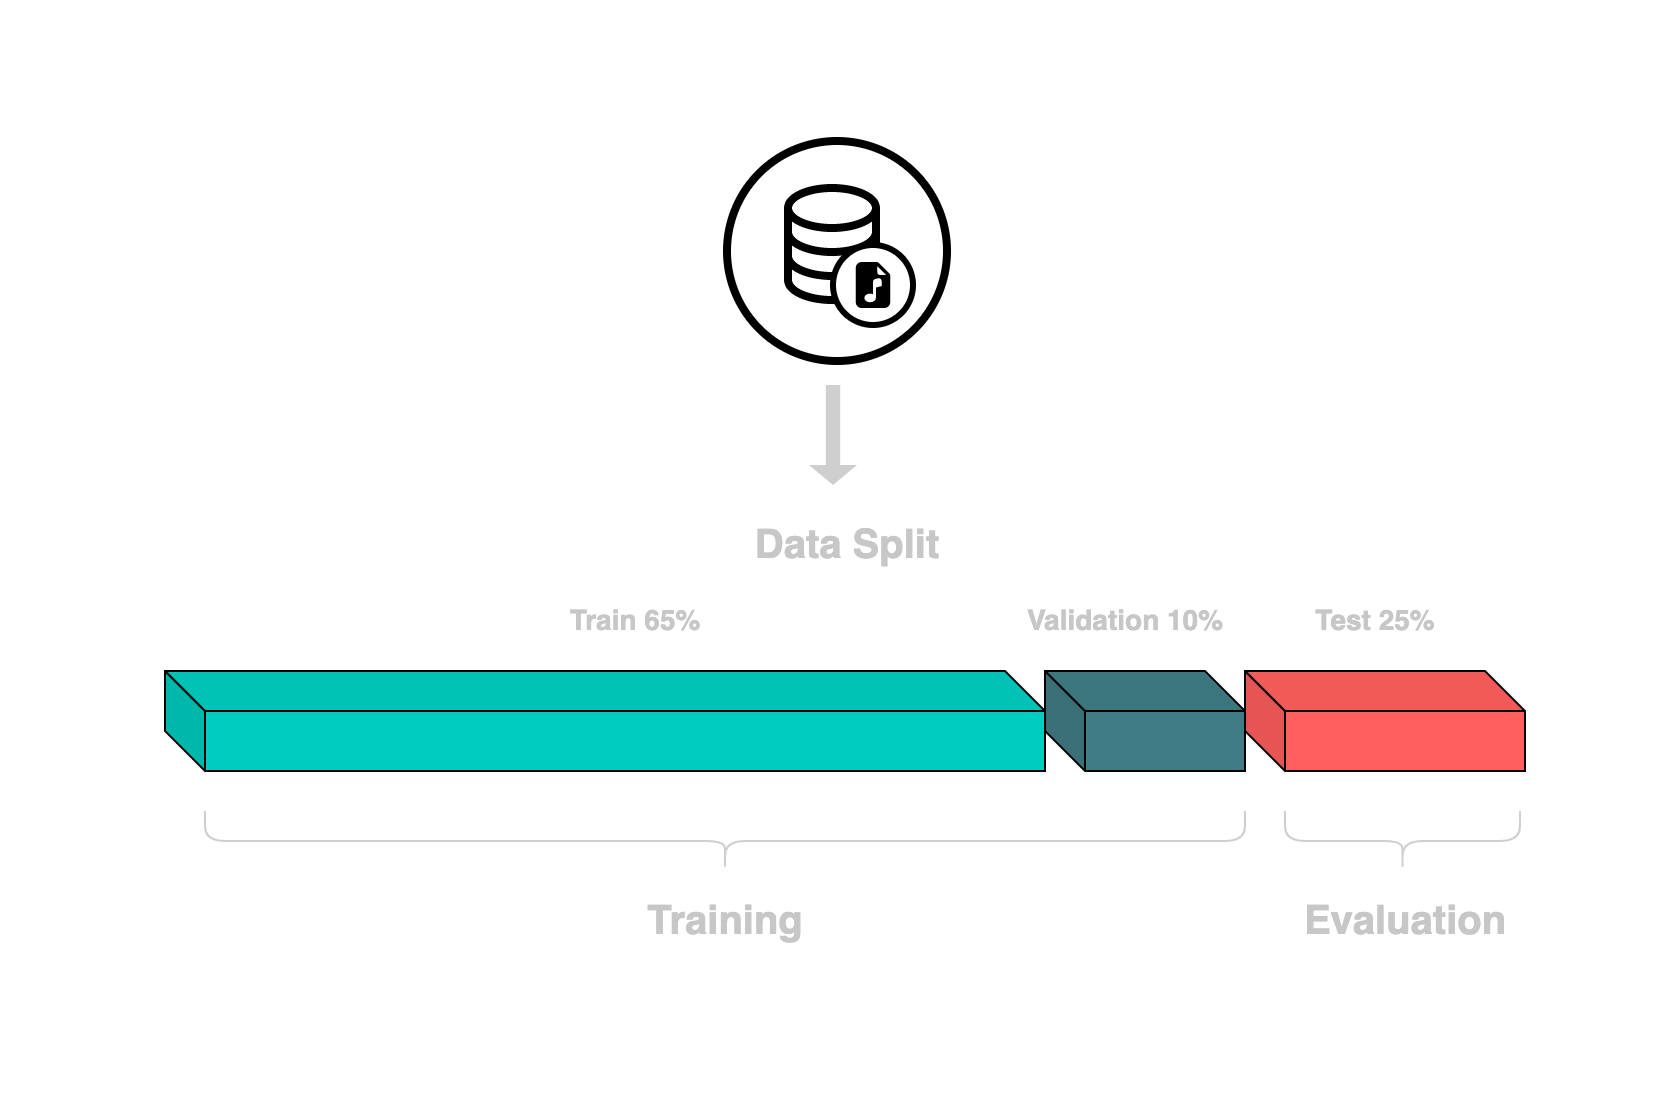 Data Split
Train 65%
Validation 10%
Test 25%
Training
Evaluation